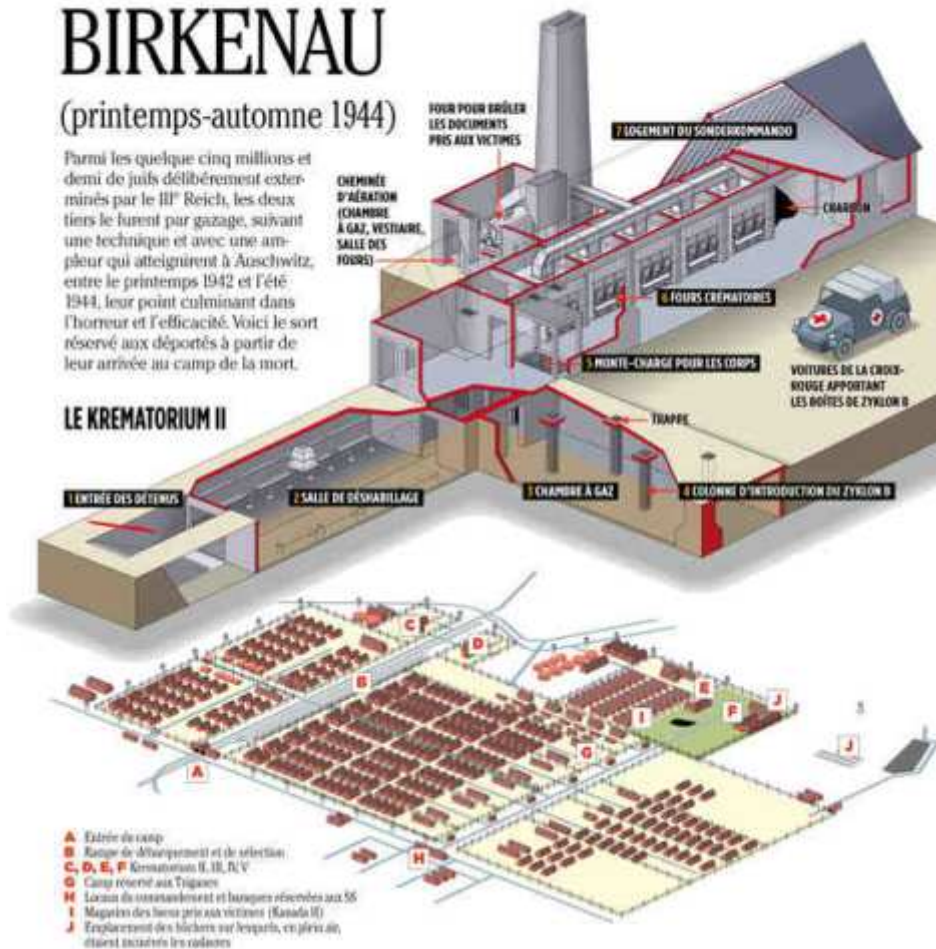 BIRKENAU
(printemps-automne 1944)
Parmi les quelque cinq millions et
demi de juifs délibérément exter-
minés par le IIIe Reich, les deux
tiers le furent par gazage, suivant
une technique et avec une am-
pleur qui atteignirent à Auschwitz,
entre le printemps 1942 et l'été
1944, leur point culminant dans
l'horreur et l'efficacité. Voici le sort
réservé aux déportés à partir de
leur arrivée au camp de la mort.
LE KREMATORIUM II
FOUR POUR BRÛLER
LES DOCUMENTS
PRIS AUX VICTIMES
CHEMINÉE
D'AÉRATION
(CHAMBRE
À GAZ, VESTIAIRE,
SALLE DES
FOURS)
7 LOGEMENT DU SONDERKOMMANDO
CHARBON
6 FOURS CRÉMATOIRES
5 MONTE-CHARGE POUR LES CORPS
VOITURES DE LA CROIX-
ROUGE APPORTANT
LES BOÎTES DE ZYKLON B
TRAPPE
1 ENTRÉE DES DÉTENUS
2 SALLE DE DÉSHABILLAGE
3 CHAMBRE À GAZ
4 COLONNE D'INTRODUCTION DU ZYKLON B
C
D
B
E
F
J
I
G
J
A
H
A Entrée du camp
B Rampe de débarquement et de sélection
C, D, E, F Krematorium II, III, IV, V
G Camp réservé aux Tziganes
H Locaux du commandement et baraques réservées aux SS
I Magasins des biens pris aux victimes (Kanada II)
J Emplacement des bûchers sur lesquels, en plein air,
étaient incinérés les cadavres